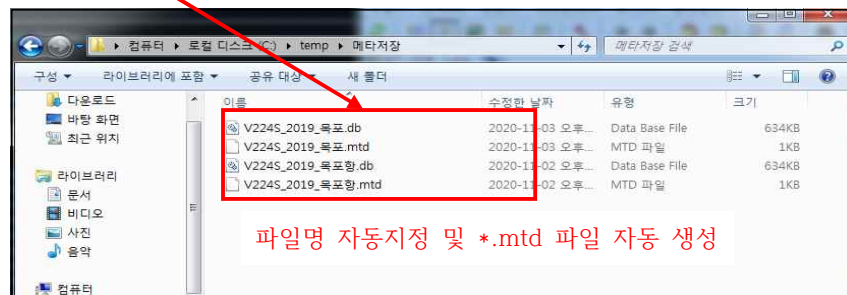 컴퓨터 ▸ 로컬 디스크 (C:) ▸ temp ▸ 메타저장
메타저장 검색
구성 라이브러리에 포함 공유 대상 새 폴더
다운로드
바탕 화면
최근 위치
라이브러리
문서
비디오
사진
음악
컴퓨터
이름 수정한 날짜 유형 크기
V224S_2019_목포.db 2020-11-03 오후... Data Base File 634KB
V224S_2019_목포.mtd 2020-11-03 오후... MTD 파일 1KB
V224S_2019_목포항.db 2020-11-02 오후... Data Base File 634KB
V224S_2019_목포항.mtd 2020-11-02 오후... MTD 파일 1KB
파일명 자동지정 및 *.mtd 파일 자동 생성